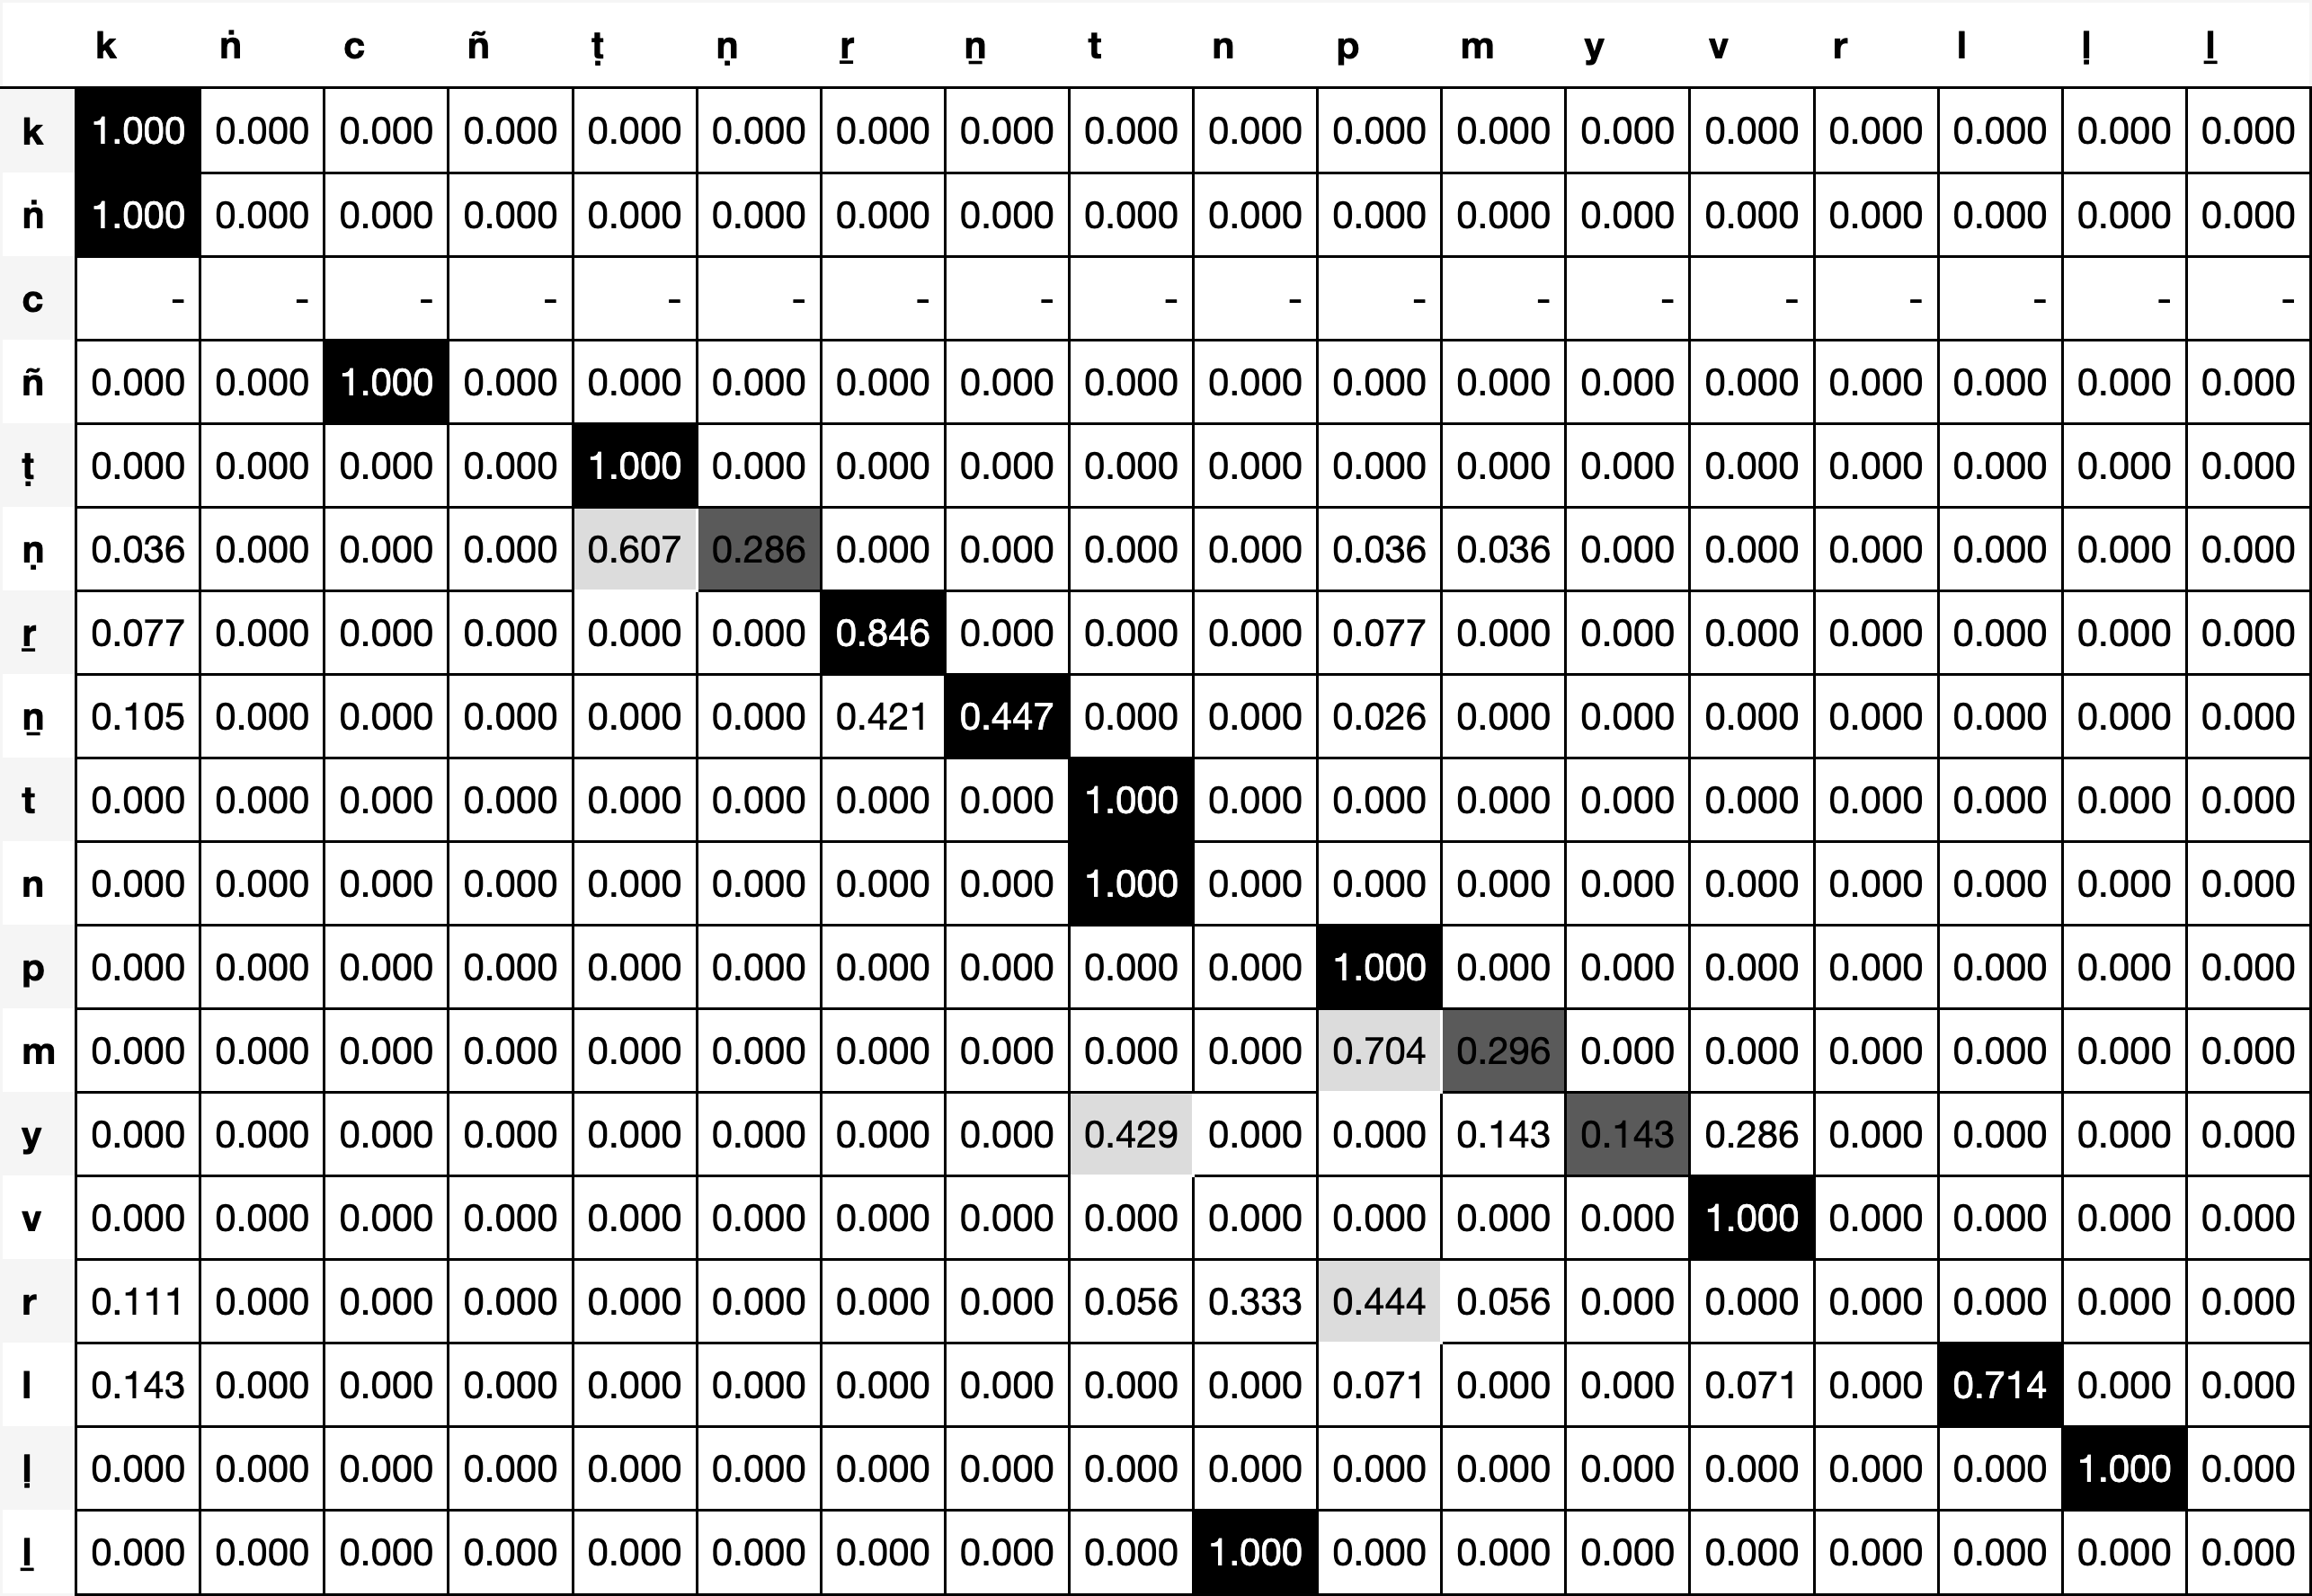 k ṅ c ñ ṭ ṇ ṟ ṉ t n p m y v r l ḷ ḻ
k 1.000 0.000 0.000 0.000 0.000 0.000 0.000 0.000 0.000 0.000 0.000 0.000 0.000 0.000 0.000 0.000 0.000 0.000
ṅ 1.000 0.000 0.000 0.000 0.000 0.000 0.000 0.000 0.000 0.000 0.000 0.000 0.000 0.000 0.000 0.000 0.000 0.000
c - - - - - - - - - - - - - - - - - -
ñ 0.000 0.000 1.000 0.000 0.000 0.000 0.000 0.000 0.000 0.000 0.000 0.000 0.000 0.000 0.000 0.000 0.000 0.000
ṭ 0.000 0.000 0.000 0.000 1.000 0.000 0.000 0.000 0.000 0.000 0.000 0.000 0.000 0.000 0.000 0.000 0.000 0.000
ṇ 0.036 0.000 0.000 0.000 0.607 0.286 0.000 0.000 0.000 0.000 0.036 0.036 0.000 0.000 0.000 0.000 0.000 0.000
ṟ 0.077 0.000 0.000 0.000 0.000 0.000 0.846 0.000 0.000 0.000 0.077 0.000 0.000 0.000 0.000 0.000 0.000 0.000
ṉ 0.105 0.000 0.000 0.000 0.000 0.000 0.421 0.447 0.000 0.000 0.026 0.000 0.000 0.000 0.000 0.000 0.000 0.000
t 0.000 0.000 0.000 0.000 0.000 0.000 0.000 0.000 1.000 0.000 0.000 0.000 0.000 0.000 0.000 0.000 0.000 0.000
n 0.000 0.000 0.000 0.000 0.000 0.000 0.000 0.000 1.000 0.000 0.000 0.000 0.000 0.000 0.000 0.000 0.000 0.000
p 0.000 0.000 0.000 0.000 0.000 0.000 0.000 0.000 0.000 0.000 1.000 0.000 0.000 0.000 0.000 0.000 0.000 0.000
m 0.000 0.000 0.000 0.000 0.000 0.000 0.000 0.000 0.000 0.000 0.704 0.296 0.000 0.000 0.000 0.000 0.000 0.000
y 0.000 0.000 0.000 0.000 0.000 0.000 0.000 0.000 0.429 0.000 0.000 0.143 0.143 0.286 0.000 0.000 0.000 0.000
v 0.000 0.000 0.000 0.000 0.000 0.000 0.000 0.000 0.000 0.000 0.000 0.000 0.000 1.000 0.000 0.000 0.000 0.000
r 0.111 0.000 0.000 0.000 0.000 0.000 0.000 0.000 0.056 0.333 0.444 0.056 0.000 0.000 0.000 0.000 0.000 0.000
l 0.143 0.000 0.000 0.000 0.000 0.000 0.000 0.000 0.000 0.000 0.071 0.000 0.000 0.071 0.000 0.714 0.000 0.000
ḷ 0.000 0.000 0.000 0.000 0.000 0.000 0.000 0.000 0.000 0.000 0.000 0.000 0.000 0.000 0.000 0.000 1.000 0.000
ḻ 0.000 0.000 0.000 0.000 0.000 0.000 0.000 0.000 0.000 1.000 0.000 0.000 0.000 0.000 0.000 0.000 0.000 0.000